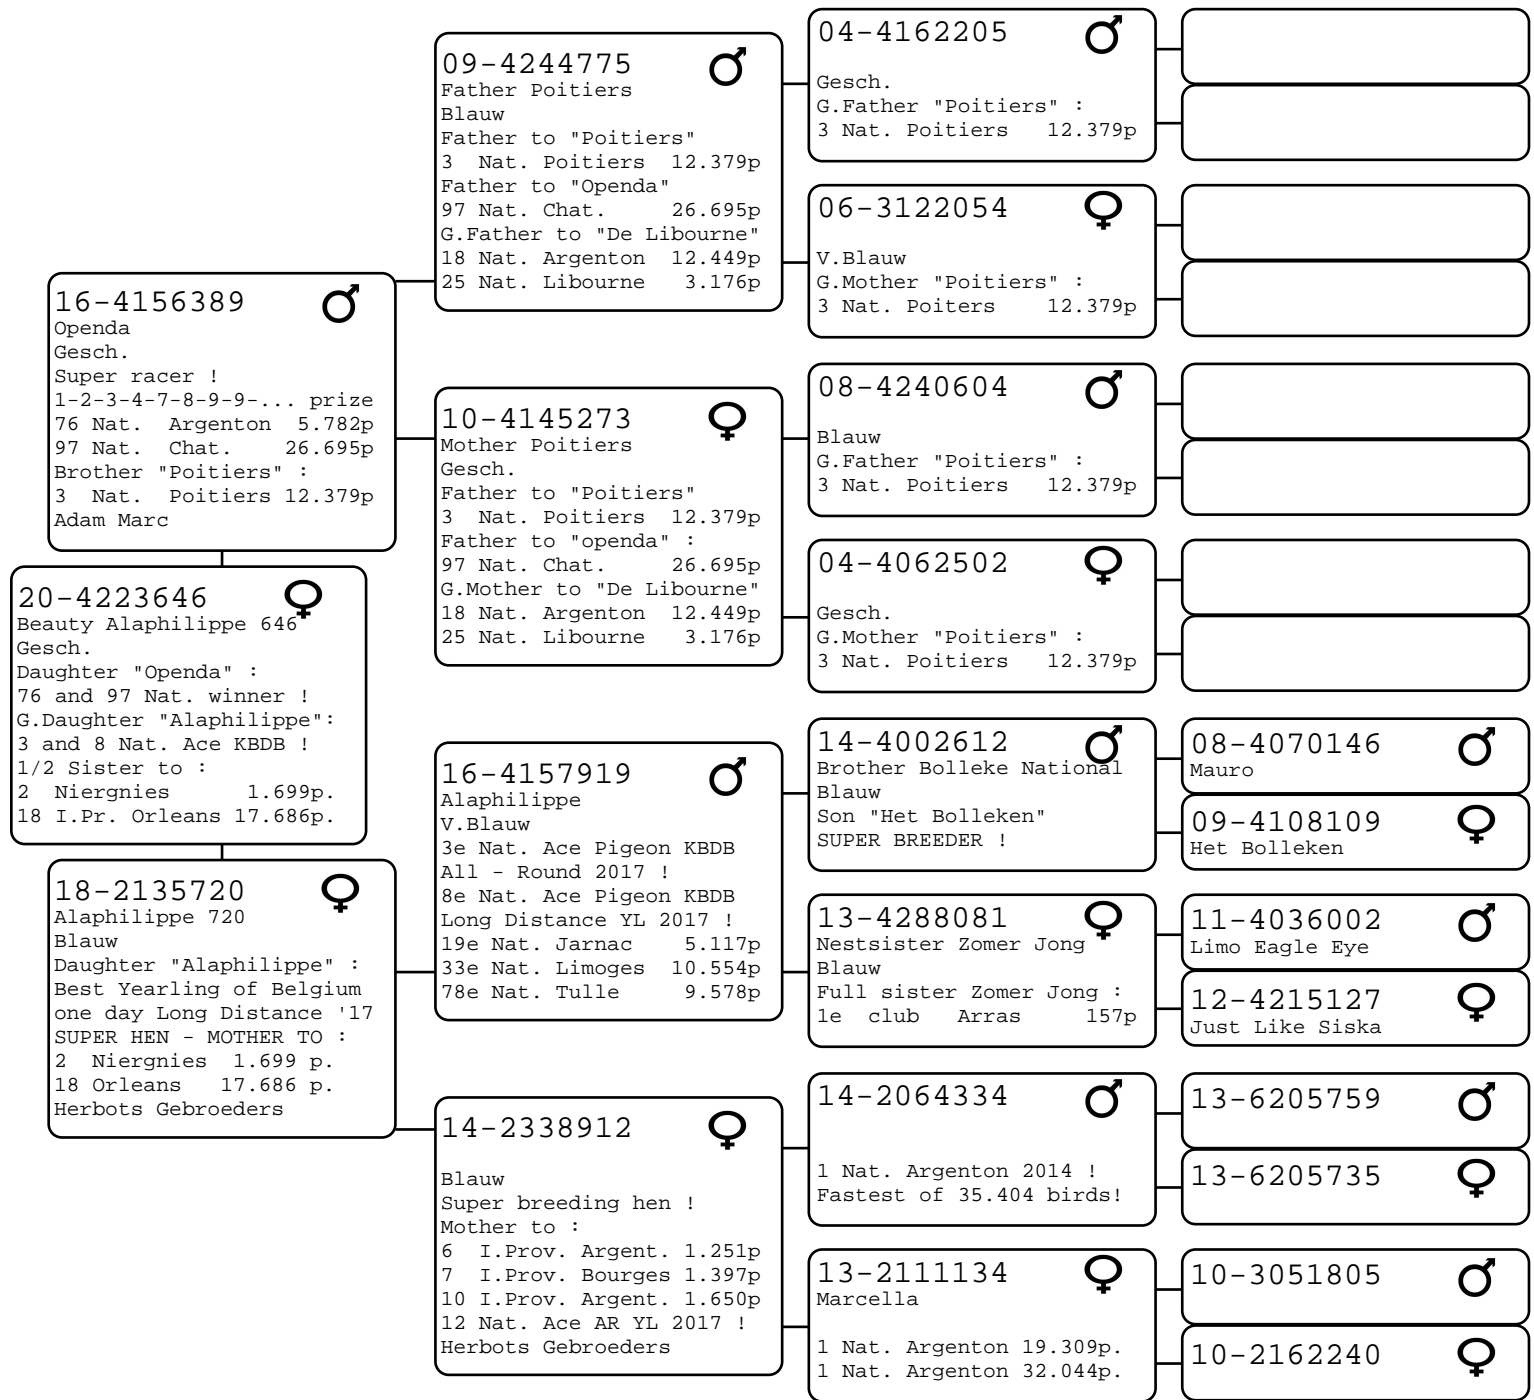 16-4156389
Openda
Gesch.
Super racer !
1-2-3-4-7-8-9-9-... prize
76 Nat.  Argenton  5.782p
97 Nat.  Chat.    26.695p
Brother "Poitiers" :
3  Nat.  Poitiers 12.379p
Adam Marc
20-4223646
Beauty Alaphilippe 646
Gesch.
Daughter "Openda" :
76 and 97 Nat. winner !
G.Daughter "Alaphilippe":
3 and 8 Nat. Ace KBDB !
1/2 Sister to :
2  Niergnies       1.699p.
18 I.Pr. Orleans 17.686p.
18-2135720
Alaphilippe 720
Blauw
Daughter "Alaphilippe" :
Best Yearling of Belgium
one day Long Distance '17
SUPER HEN - MOTHER TO :
2  Niergnies  1.699 p.
18 Orleans   17.686 p.
Herbots Gebroeders
09-4244775
Father Poitiers
Blauw
Father to "Poitiers"
3  Nat. Poitiers  12.379p
Father to "Openda"
97 Nat. Chat.     26.695p
G.Father to "De Libourne"
18 Nat. Argenton  12.449p
25 Nat. Libourne   3.176p
10-4145273
Mother Poitiers
Gesch.
Father to "Poitiers"
3  Nat. Poitiers  12.379p
Father to "openda" :
97 Nat. Chat.     26.695p
G.Mother to "De Libourne"
18 Nat. Argenton  12.449p
25 Nat. Libourne   3.176p
16-4157919
Alaphilippe
V.Blauw
3e Nat. Ace Pigeon KBDB
All - Round 2017 !
8e Nat. Ace Pigeon KBDB
Long Distance YL 2017 !
19e Nat. Jarnac    5.117p
33e Nat. Limoges  10.554p
78e Nat. Tulle     9.578p
14-2338912
Blauw
Super breeding hen !
Mother to :
6  I.Prov. Argent. 1.251p
7  I.Prov. Bourges 1.397p
10 I.Prov. Argent. 1.650p
12 Nat. Ace AR YL 2017 !
Herbots Gebroeders
04-4162205
Gesch.
G.Father "Poitiers" :
3 Nat. Poitiers   12.379p
06-3122054
V.Blauw
G.Mother "Poitiers" :
3 Nat. Poiters    12.379p
08-4240604
Blauw
G.Father "Poitiers" :
3 Nat. Poitiers   12.379p
04-4062502
Gesch.
G.Mother "Poitiers" :
3 Nat. Poitiers   12.379p
14-4002612
Brother Bolleke National
Blauw
Son "Het Bolleken"
SUPER BREEDER !
13-4288081
Nestsister Zomer Jong
Blauw
Full sister Zomer Jong :
1e  club   Arras     157p
14-2064334
1 Nat. Argenton 2014 !
Fastest of 35.404 birds!
13-2111134
Marcella
1 Nat. Argenton 19.309p.
1 Nat. Argenton 32.044p.
08-4070146
Mauro
09-4108109
Het Bolleken
11-4036002
Limo Eagle Eye
12-4215127
Just Like Siska
13-6205759
13-6205735
10-3051805
10-2162240